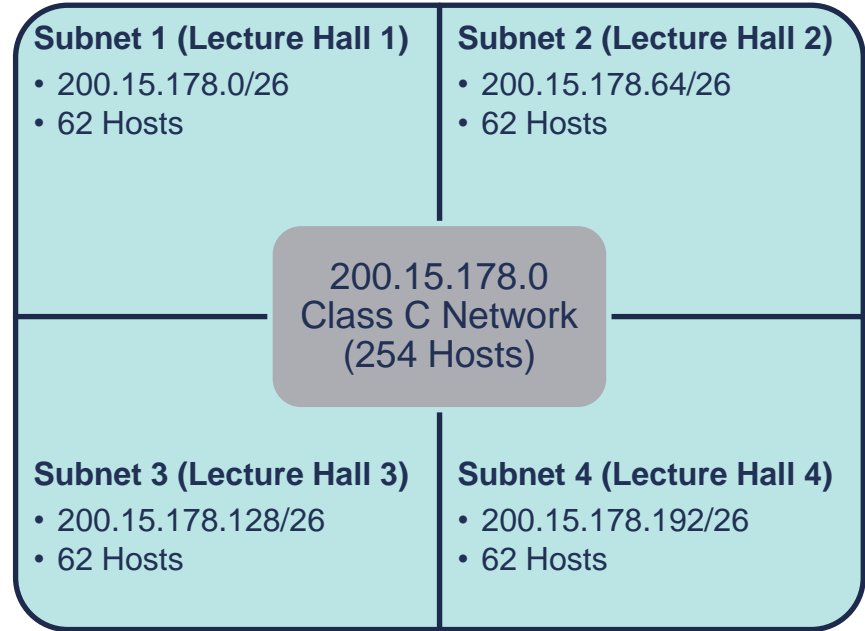 Subnet 1 (Lecture Hall 1)
• 200.15.178.0/26
• 62 Hosts
Subnet 2 (Lecture Hall 2)
• 200.15.178.64/26
• 62 Hosts
200.15.178.0
Class C Network
(254 Hosts)
Subnet 3 (Lecture Hall 3)
• 200.15.178.128/26
• 62 Hosts
Subnet 4 (Lecture Hall 4)
• 200.15.178.192/26
• 62 Hosts